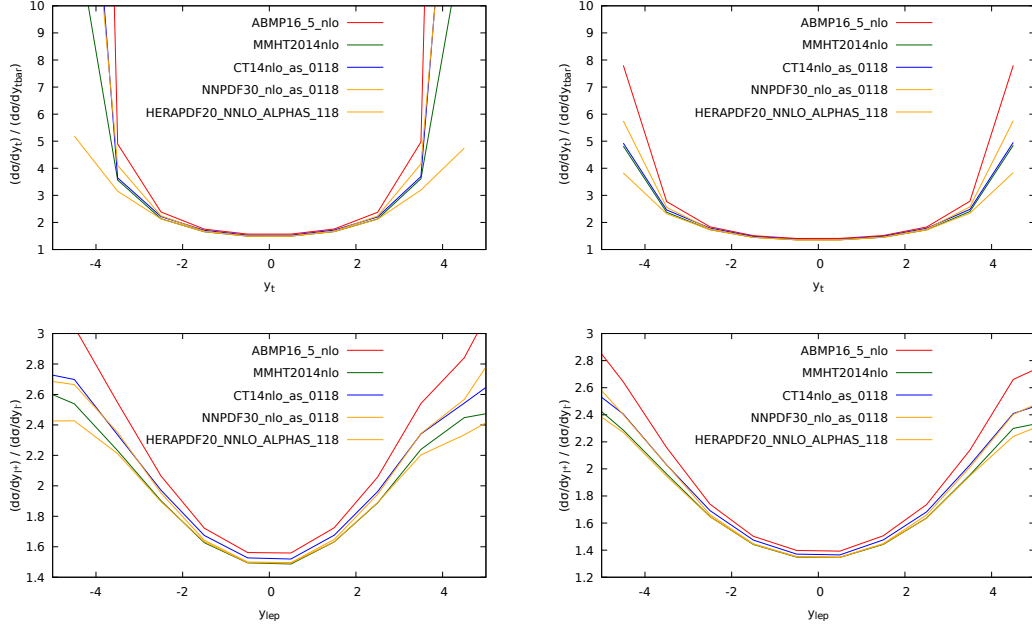 10
9
8
7
6
5
4
3
2
1
(dσ/dy_t) / (dσ/dy_tbar)
ABMP16_5_nlo
MMHT2014nlo
CT14nlo_as_0118
NNPDF30_nlo_as_0118
HERAPDF20_NNLO_ALPHAS_118
-4 -2 0 2 4
y_t
10
9
8
7
6
5
4
3
2
1
(dσ/dy_t) / (dσ/dy_tbar)
ABMP16_5_nlo
MMHT2014nlo
CT14nlo_as_0118
NNPDF30_nlo_as_0118
HERAPDF20_NNLO_ALPHAS_118
-4 -2 0 2 4
y_t
3
2.8
2.6
2.4
2.2
2
1.8
1.6
1.4
(dσ/dy_l+) / (dσ/dy_l-)
ABMP16_5_nlo
MMHT2014nlo
CT14nlo_as_0118
NNPDF30_nlo_as_0118
HERAPDF20_NNLO_ALPHAS_118
-4 -2 0 2 4
y_lep
3
2.8
2.6
2.4
2.2
2
1.8
1.6
1.4
1.2
(dσ/dy_l+) / (dσ/dy_l-)
ABMP16_5_nlo
MMHT2014nlo
CT14nlo_as_0118
NNPDF30_nlo_as_0118
HERAPDF20_NNLO_ALPHAS_118
-4 -2 0 2 4
y_lep